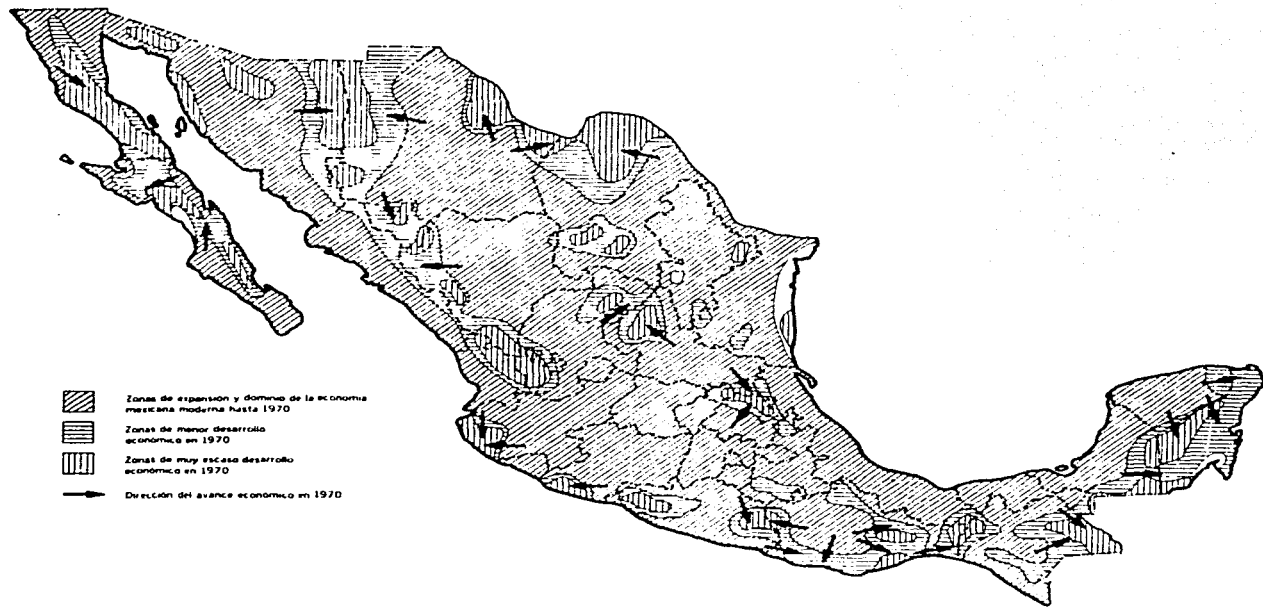 Zonas de expansión y dominio de la economía
mexicana moderna hasta 1970
Zonas de menor desarrollo
económico en 1970
Zonas de muy escaso desarrollo
económico en 1970
Dirección del avance económico en 1970